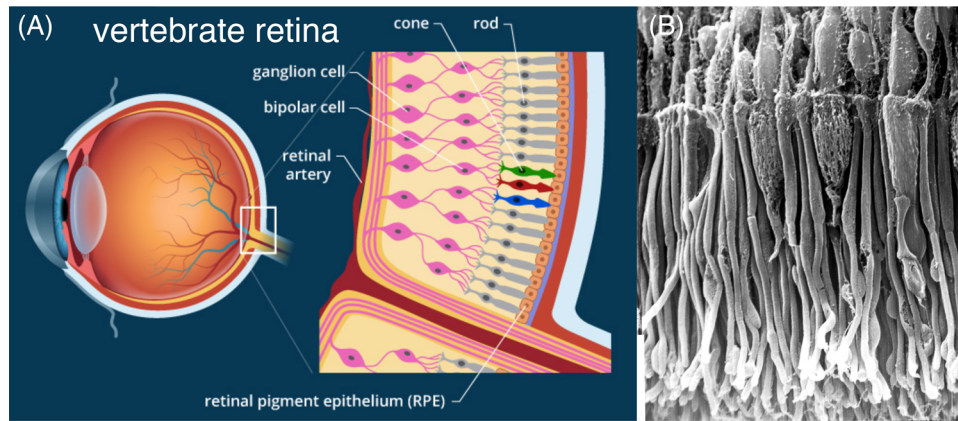 (A) vertebrate retina
cone
rod
(B)
ganglion cell
bipolar cell
retinal
artery
retinal pigment epithelium (RPE)